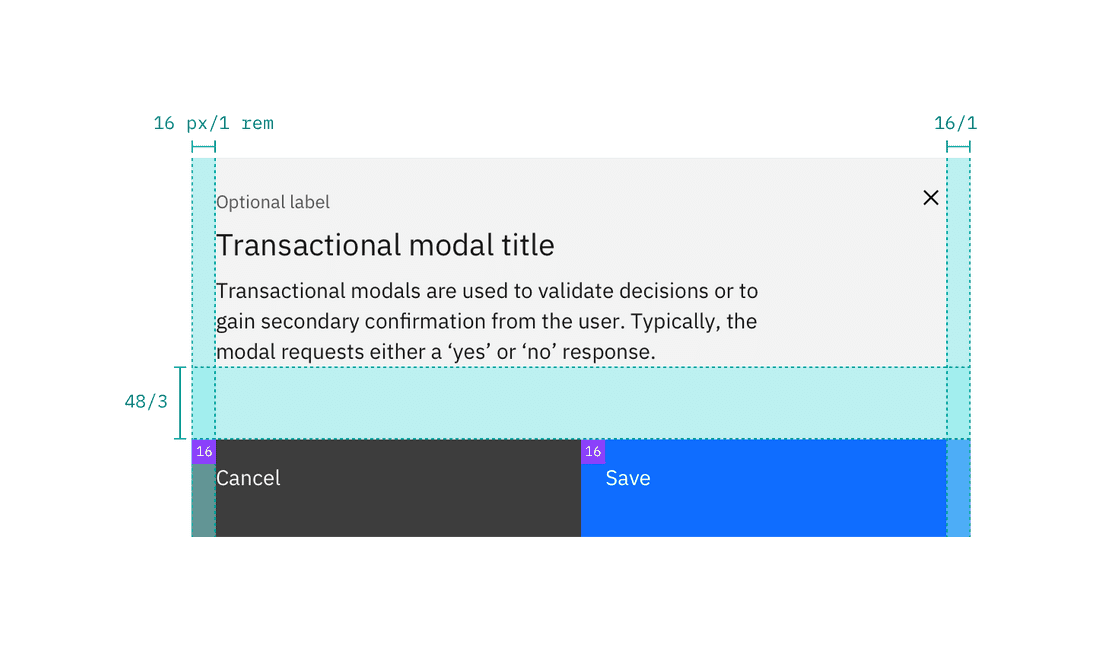 16 px/1 rem
16/1
Optional label
Transactional modal title
Transactional modals are used to validate decisions or to
gain secondary confirmation from the user. Typically, the
modal requests either a ‘yes’ or ‘no’ response.
48/3
16
16
Cancel
Save